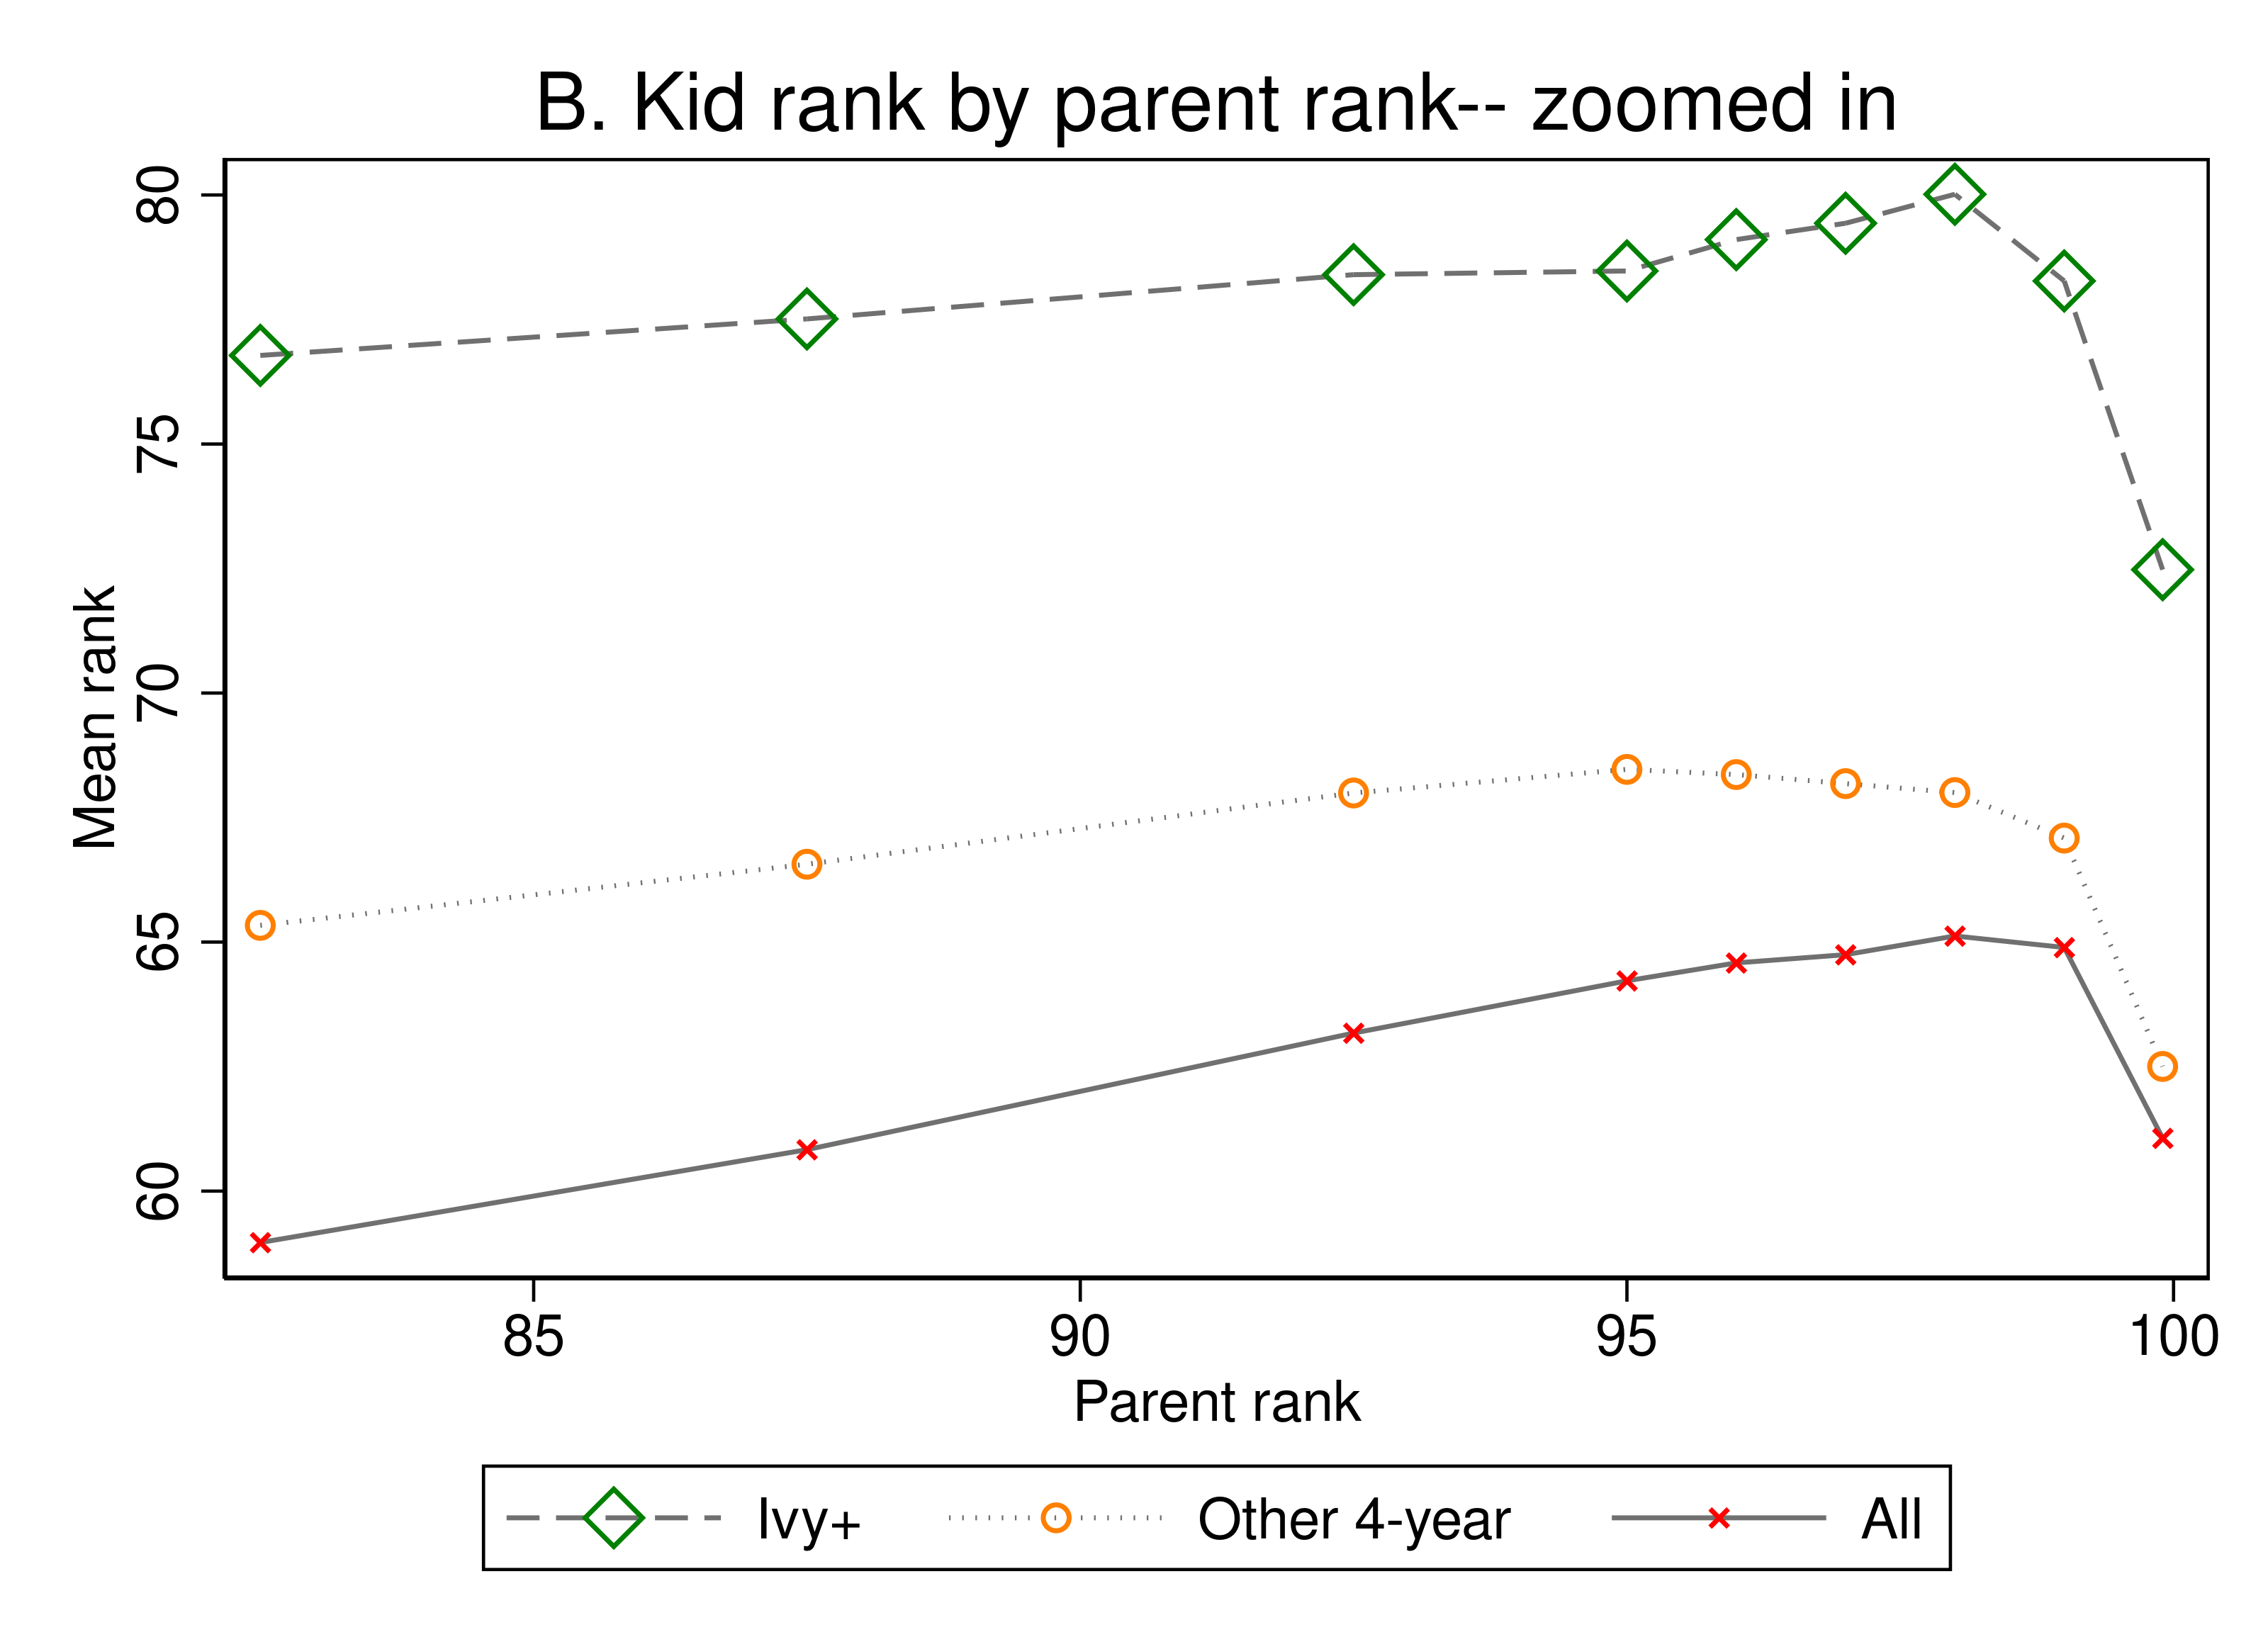 B. Kid rank by parent rank-- zoomed in
Mean rank
80
75
70
65
60
85 90 95 100
Parent rank
Ivy+ Other 4-year All